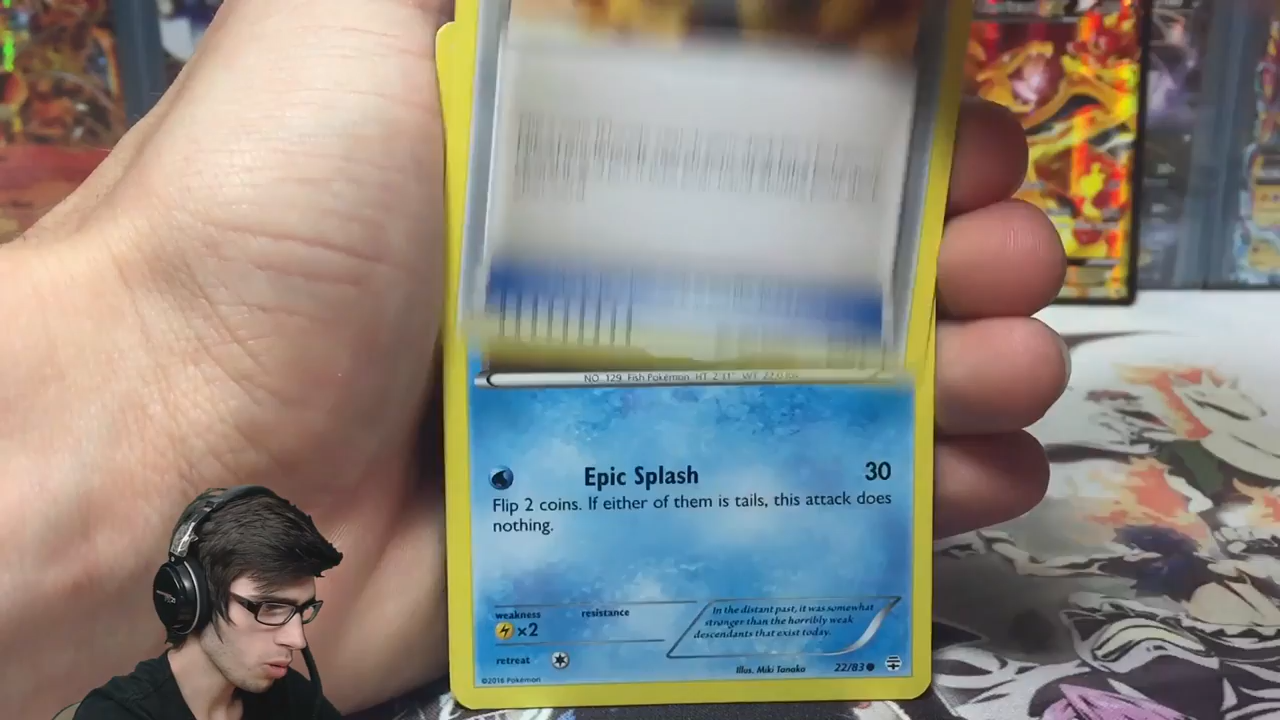 NO. 129 Fish Pokémon HT 2'11" WT 22.0 lbs
Epic Splash 30
Flip 2 coins. If either of them is tails, this attack does
nothing.
weakness resistance
×2
In the distant past, it was somewhat
stronger than the horribly weak
descendants that exist today.
retreat
Illus. Miki Tanaka 22/83
©2016 Pokémon